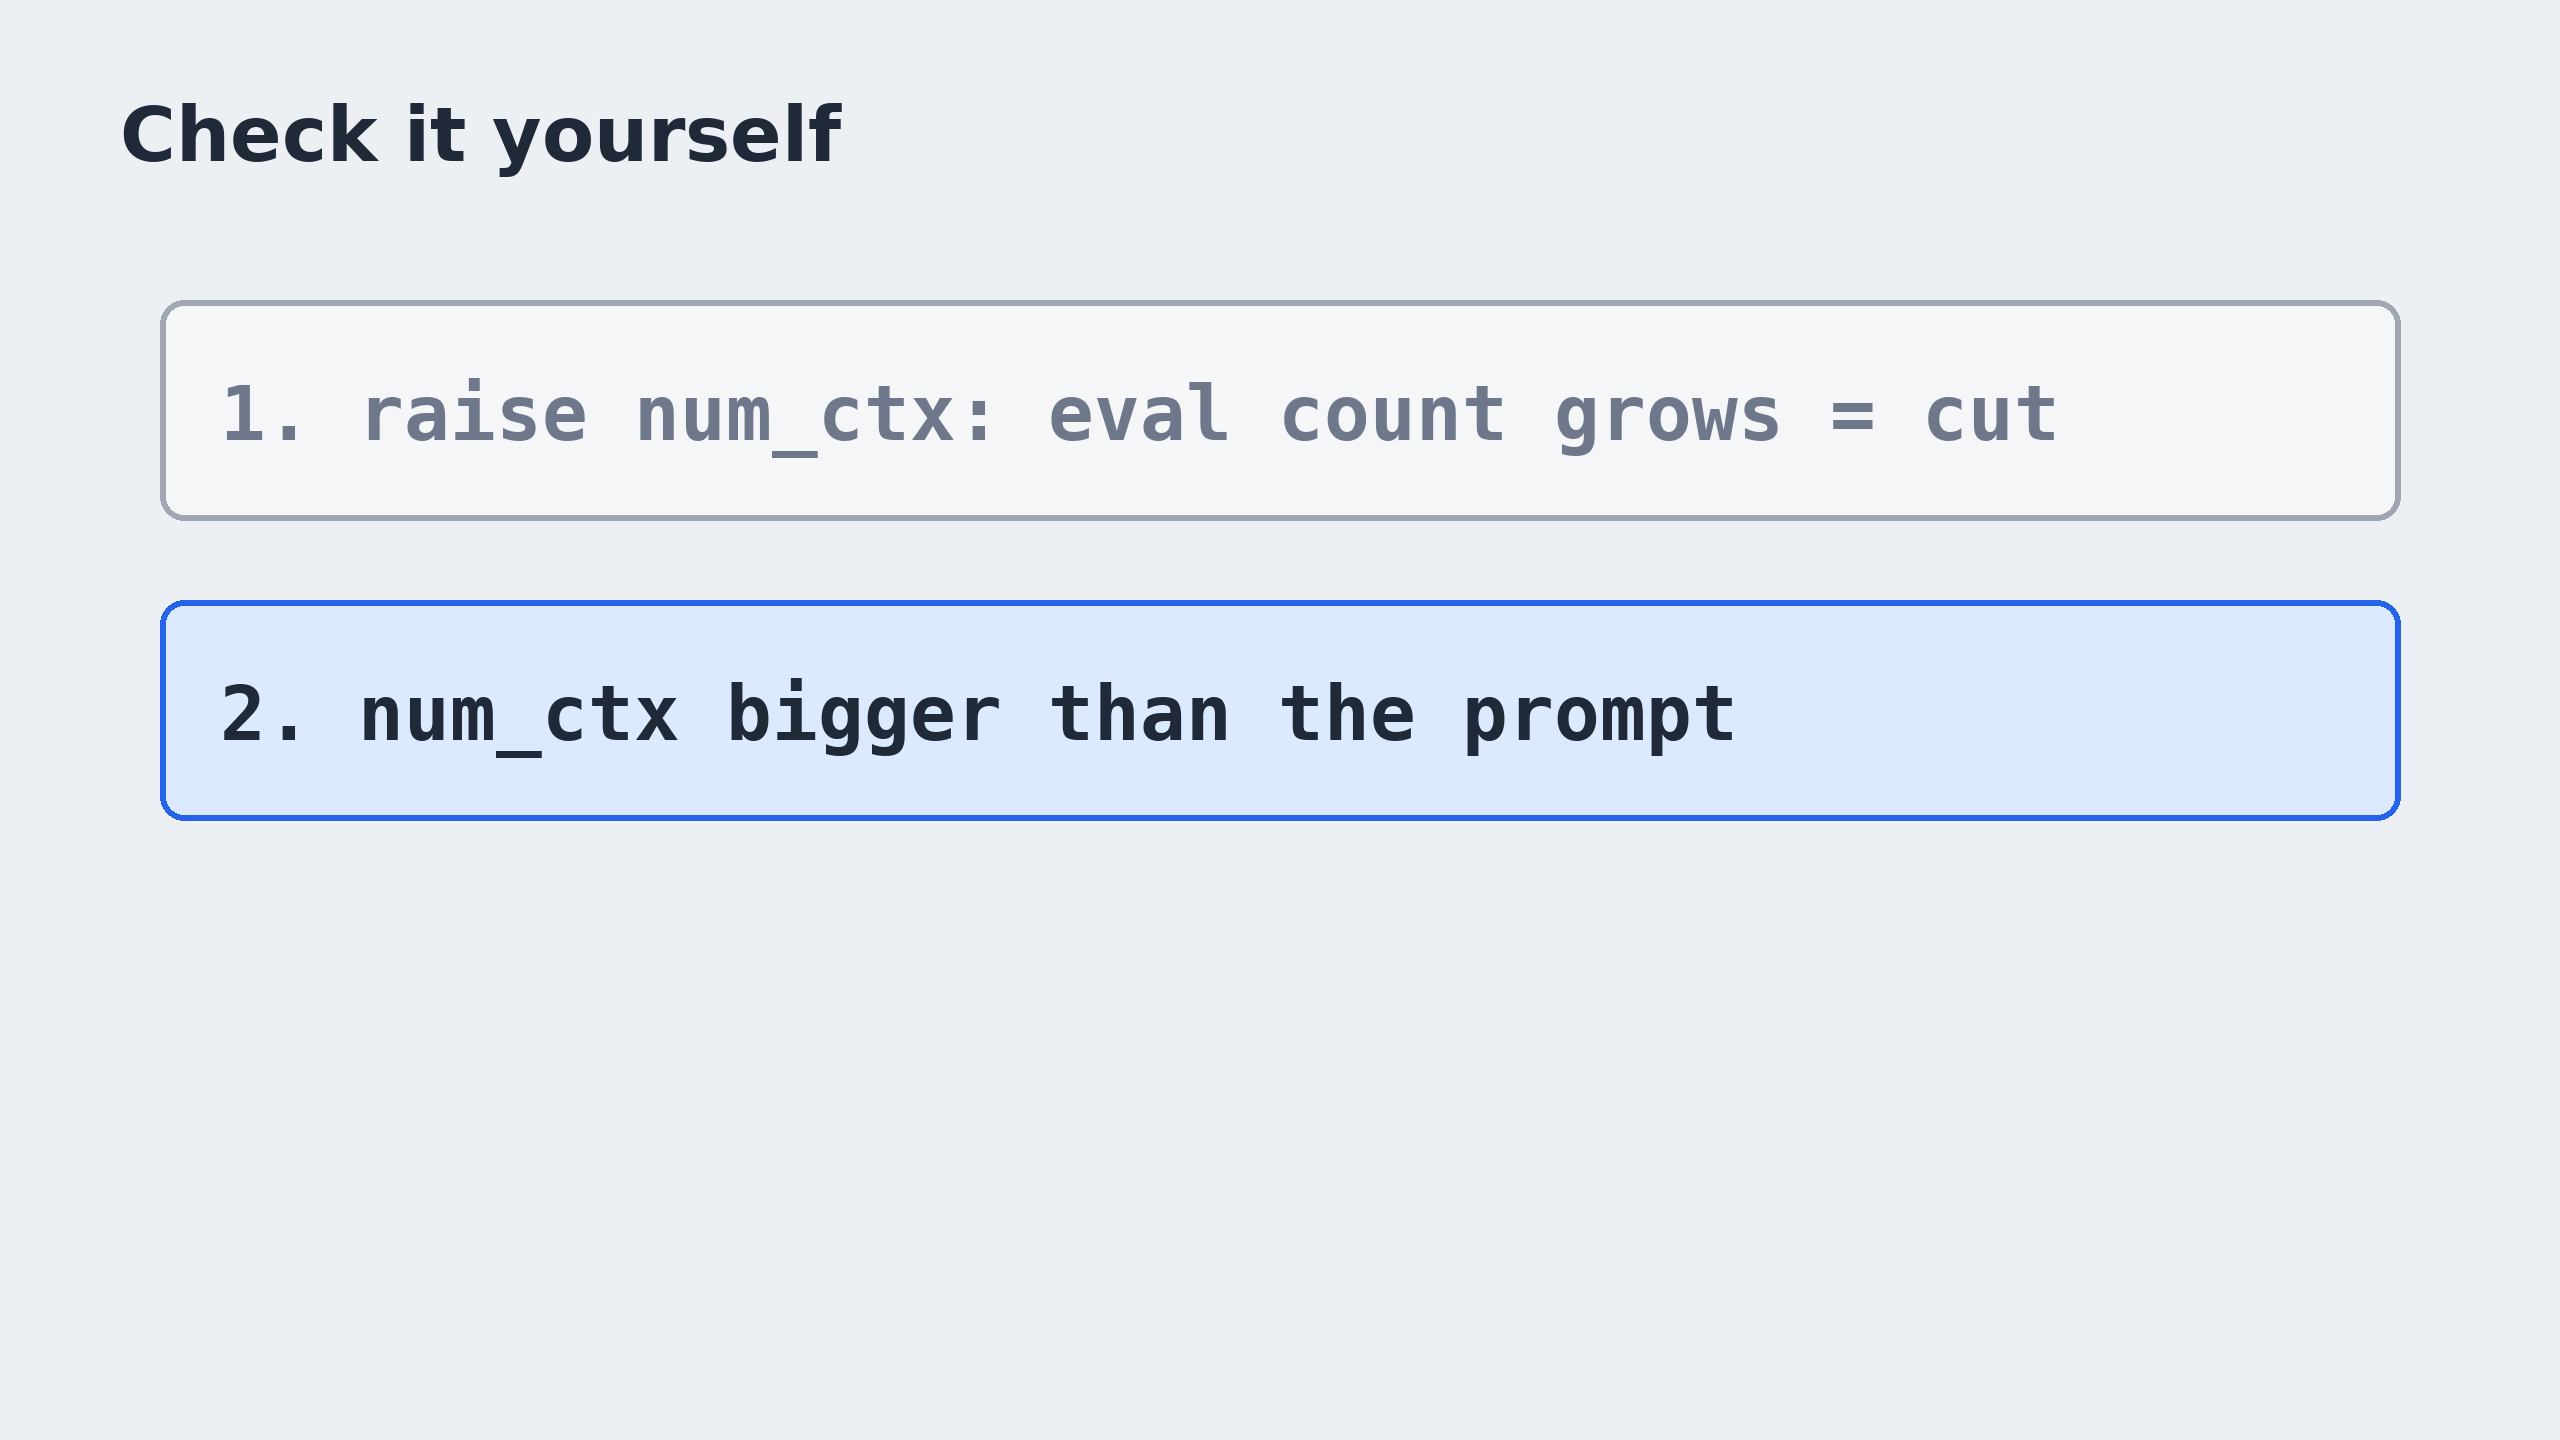 Check it yourself
1. raise num_ctx: eval count grows = cut
2. num_ctx bigger than the prompt